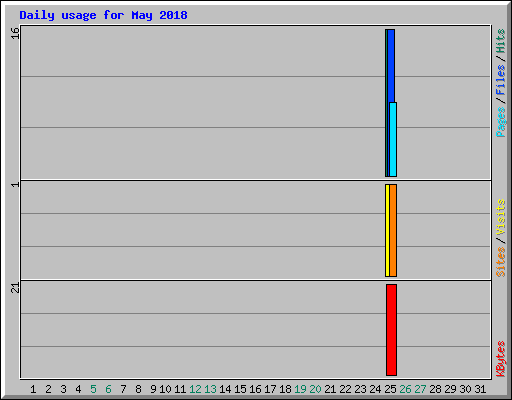 Daily usage for May 2018
16
1
21
Pages / Files / Hits
Sites / Visits
KBytes
1 2 3 4 5 6 7 8 9 10 11 12 13 14 15 16 17 18 19 20 21 22 23 24 25 26 27 28 29 30 31